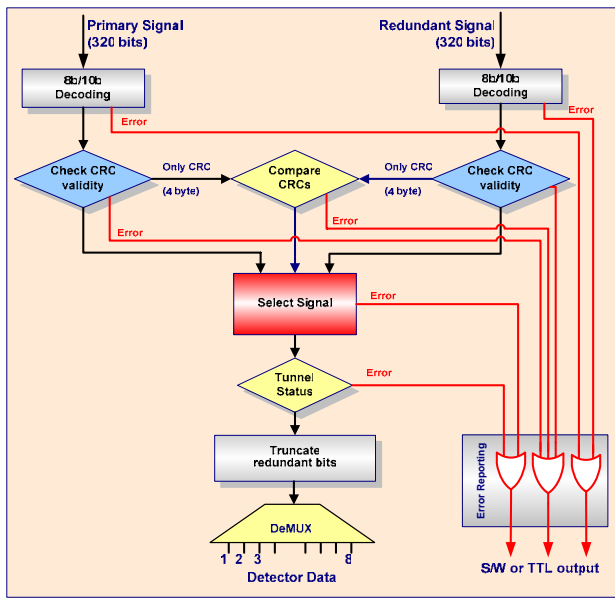 Primary Signal
(320 bits)
Redundant Signal
(320 bits)
8b/10b
Decoding
8b/10b
Decoding
Error
Error
Check CRC
validity
Only CRC
(4 byte)
Compare
CRCs
Only CRC
(4 byte)
Check CRC
validity
Error
Error
Select Signal
Error
Tunnel
Status
Error
Truncate
redundant bits
Error Reporting
DeMUX
1 2 3 8
Detector Data
S/W or TTL output